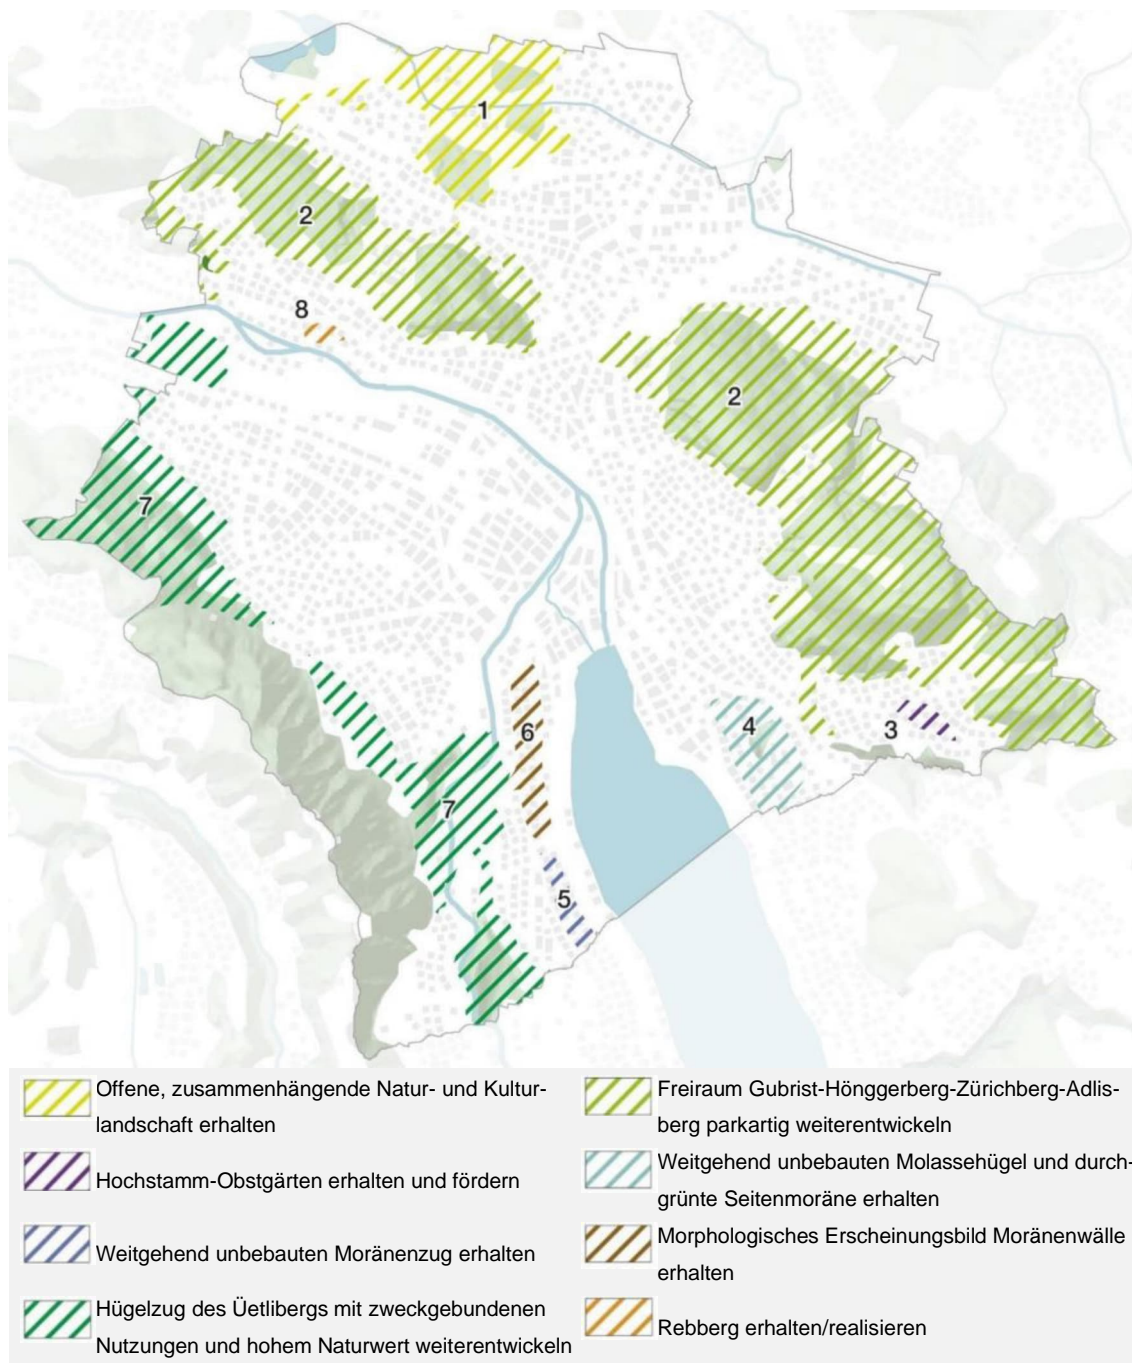 1
2
8
2
7
4
3
6
7
5
Offene, zusammenhängende Natur- und Kultur-
landschaft erhalten
Freiraum Gubrist-Hönggerberg-Zürichberg-Adlis-
berg parkartig weiterentwickeln
Hochstamm-Obstgärten erhalten und fördern
Weitgehend unbebauten Molassehügel und durch-
grünte Seitenmoräne erhalten
Weitgehend unbebauten Moränenzug erhalten
Morphologisches Erscheinungsbild Moränenwälle
erhalten
Hügelzug des Üetlibergs mit zweckgebundenen
Nutzungen und hohem Naturwert weiterentwickeln
Rebberg erhalten/realisieren